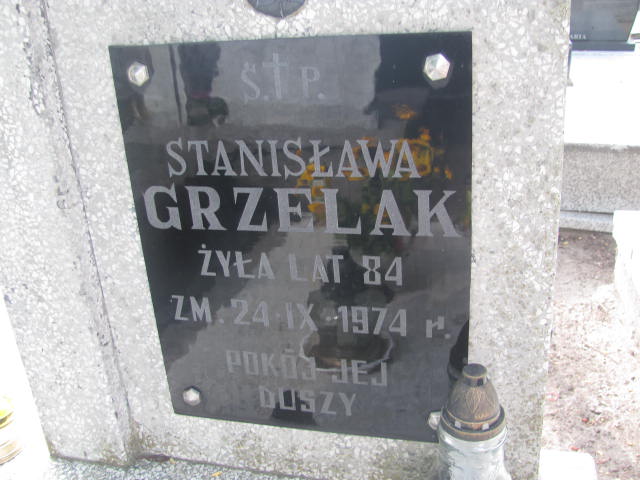 Ś.†P.
STANISŁAWA
GRZELAK
ŻYŁA LAT 84
ZM. 24 IX 1974 r.
POKÓJ JEJ
DUSZY